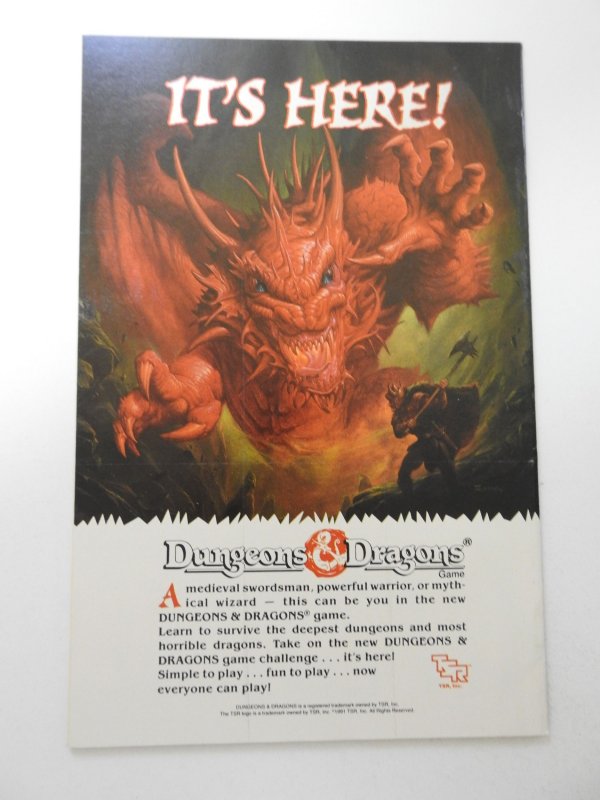 IT'S HERE!
Dungeons & Dragons®
Game
A medieval swordsman, powerful warrior, or myth-
ical wizard — this can be you in the new
DUNGEONS & DRAGONS® game.
Learn to survive the deepest dungeons and most
horrible dragons. Take on the new DUNGEONS &
DRAGONS game challenge . . . it's here!
Simple to play . . . fun to play . . . now
everyone can play!
TSR
TSR, Inc.
DUNGEONS & DRAGONS is a registered trademark owned by TSR, Inc.
The TSR logo is a trademark owned by TSR, Inc. ©1991 TSR, Inc. All Rights Reserved.